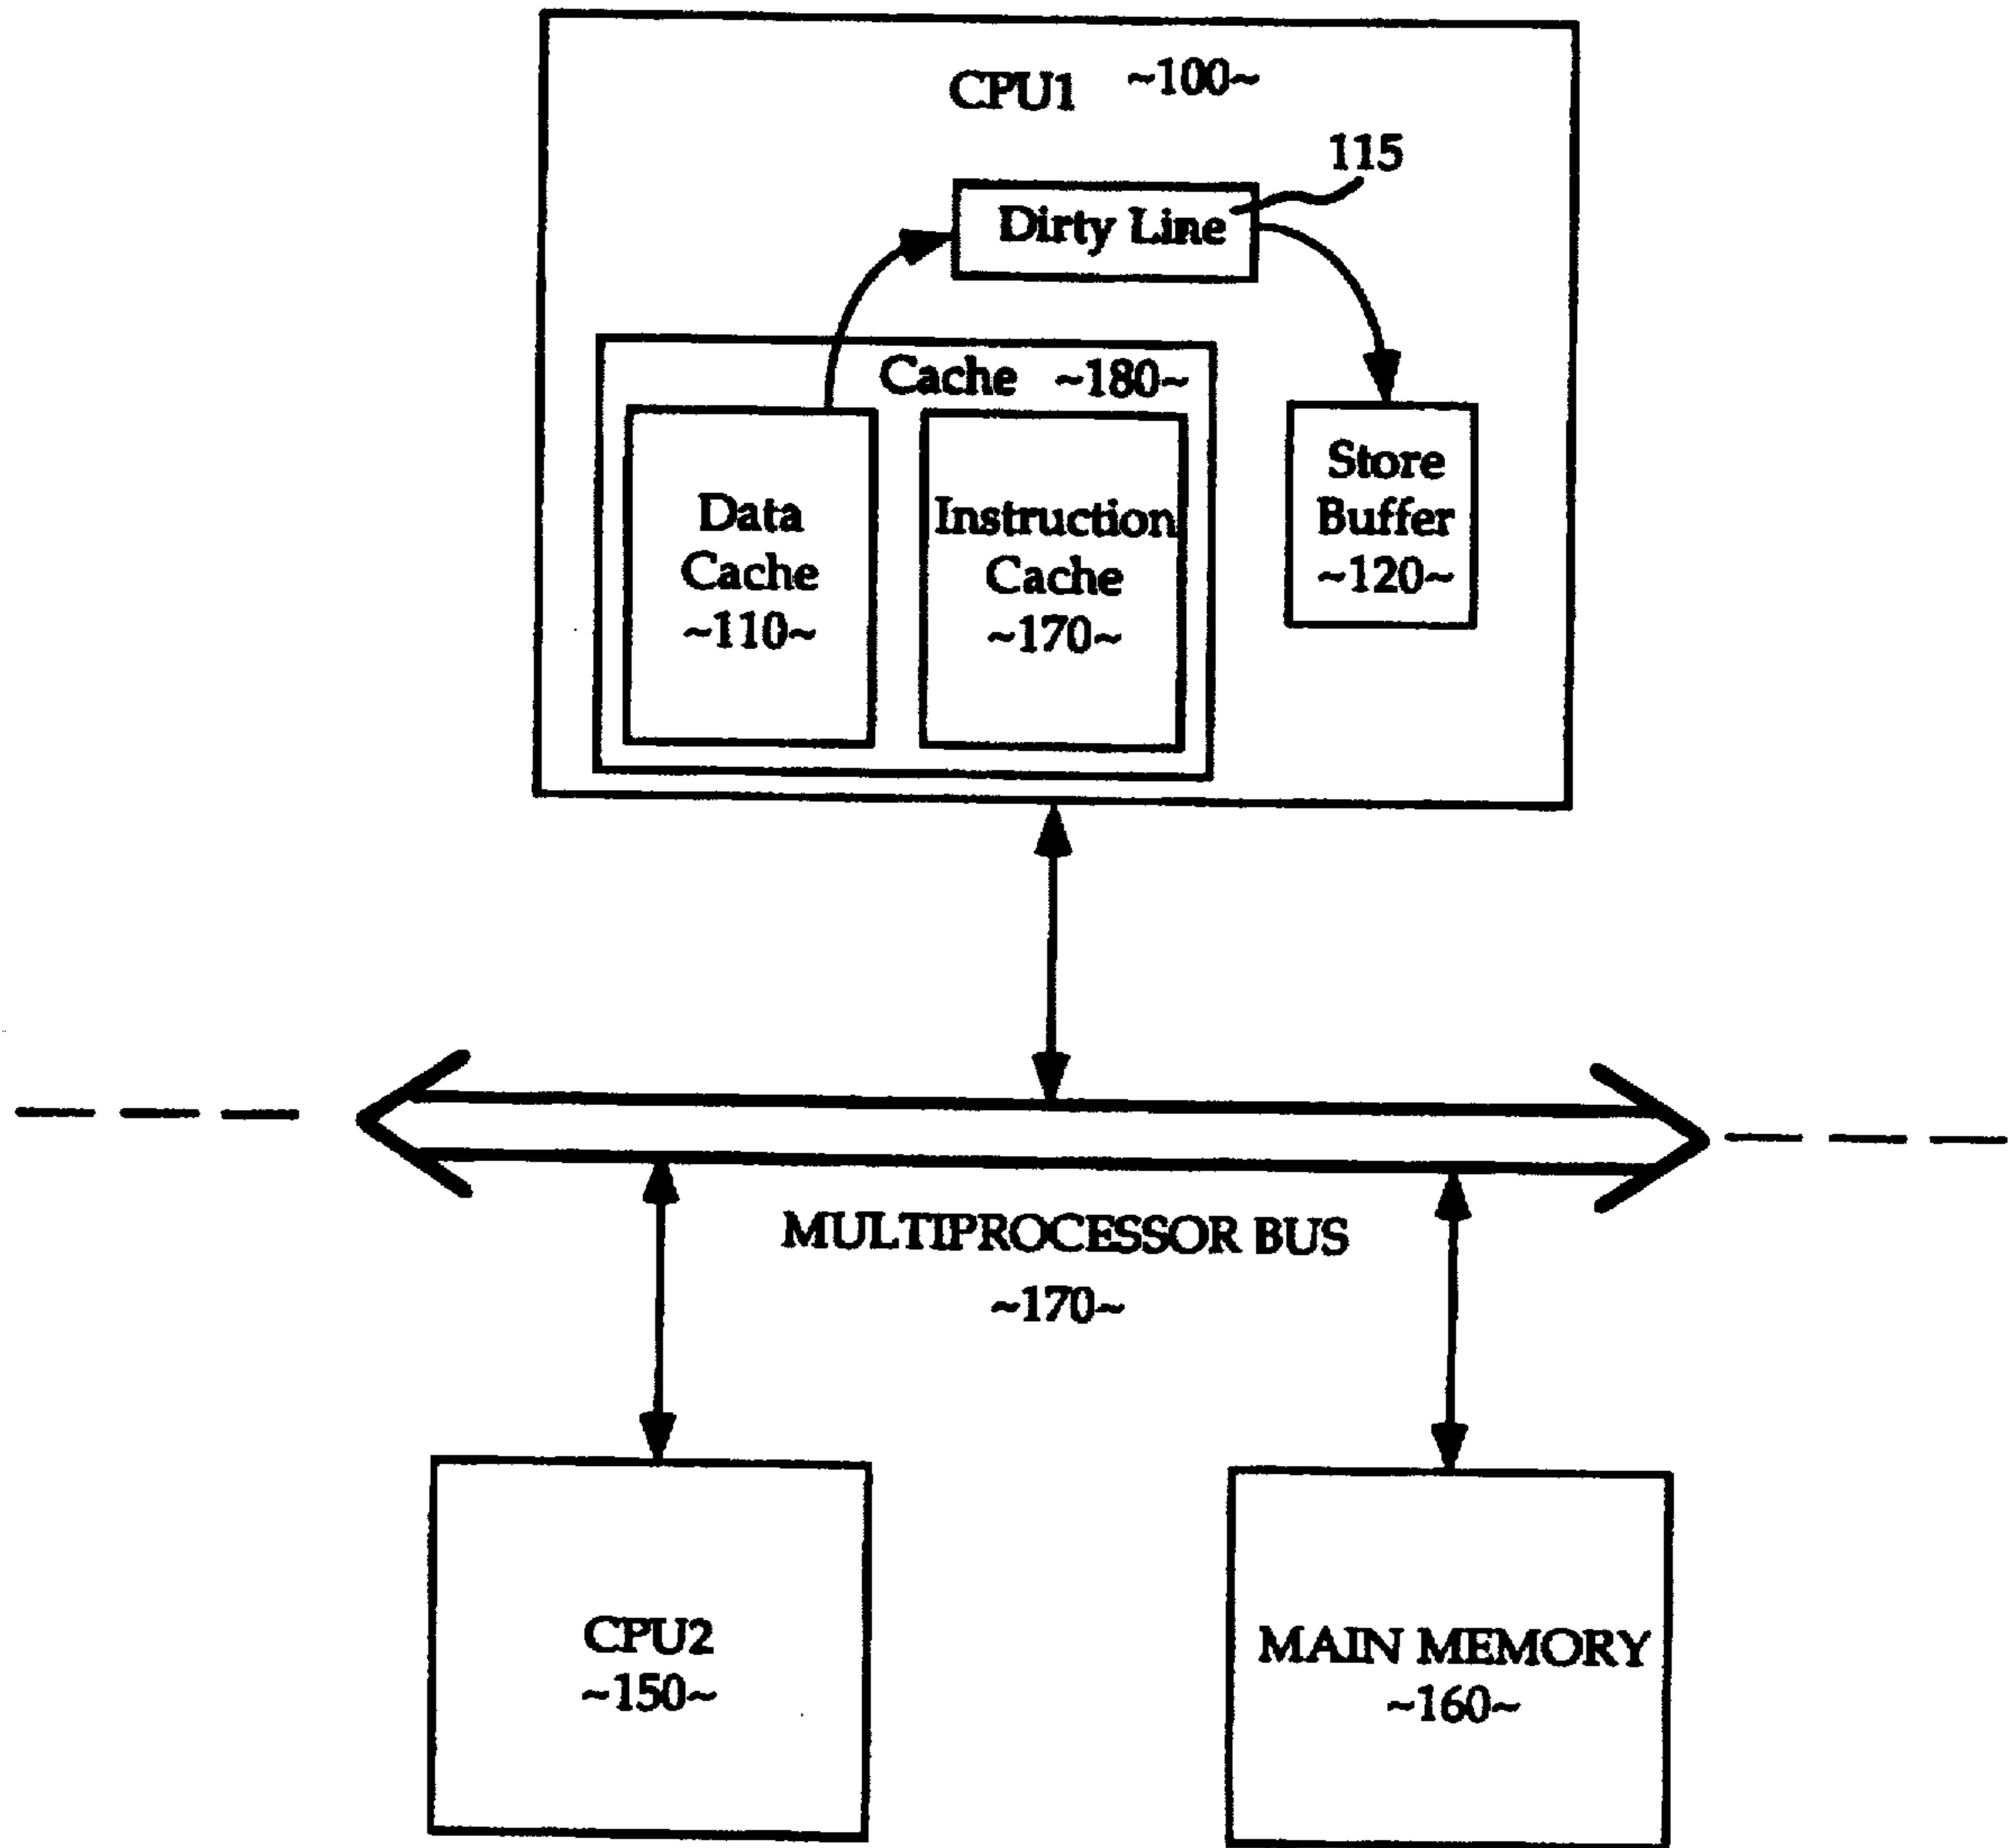 CPU1 ~100~
115
Dirty Line
Cache ~180~
Data
Cache
~110~
Instruction
Cache
~170~
Store
Buffer
~120~
MULTIPROCESSOR BUS
~170~
CPU2
~150~
MAIN MEMORY
~160~